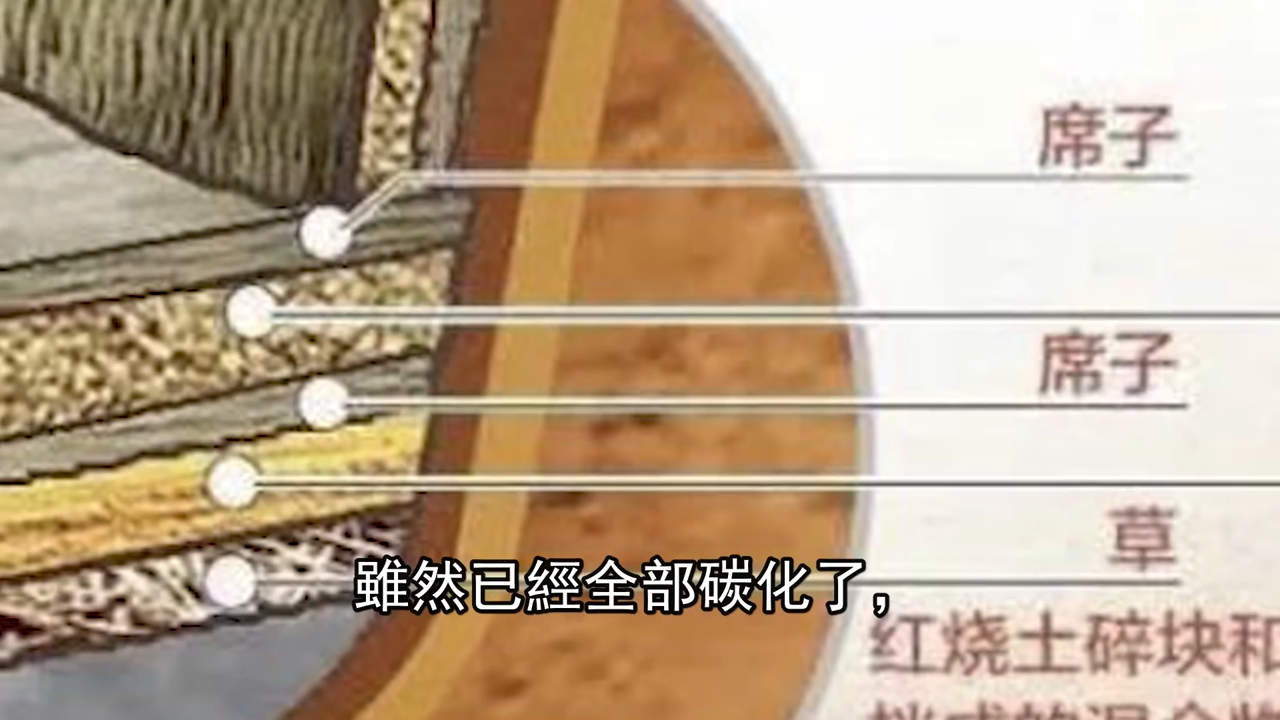 席子
席子
草
雖然已經全部碳化了，
红烧土碎块和